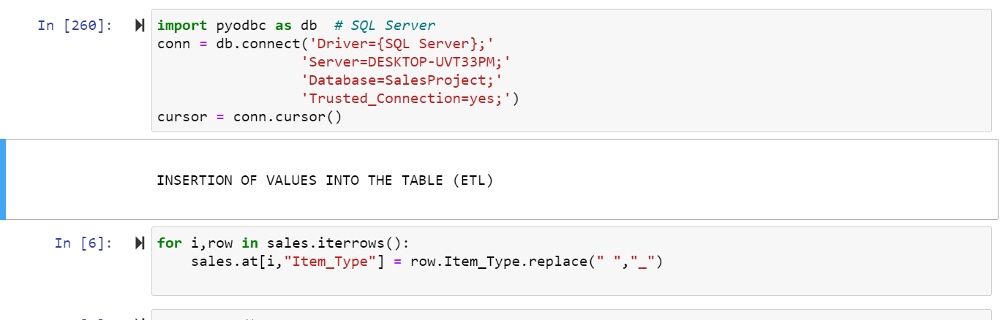 In [260]:
import pyodbc as db  # SQL Server
conn = db.connect('Driver={SQL Server};'
                 'Server=DESKTOP-UVT33PM;'
                 'Database=SalesProject;'
                 'Trusted_Connection=yes;')
cursor = conn.cursor()
INSERTION OF VALUES INTO THE TABLE (ETL)
In [6]:
for i,row in sales.iterrows():
    sales.at[i,"Item_Type"] = row.Item_Type.replace(" ","_")